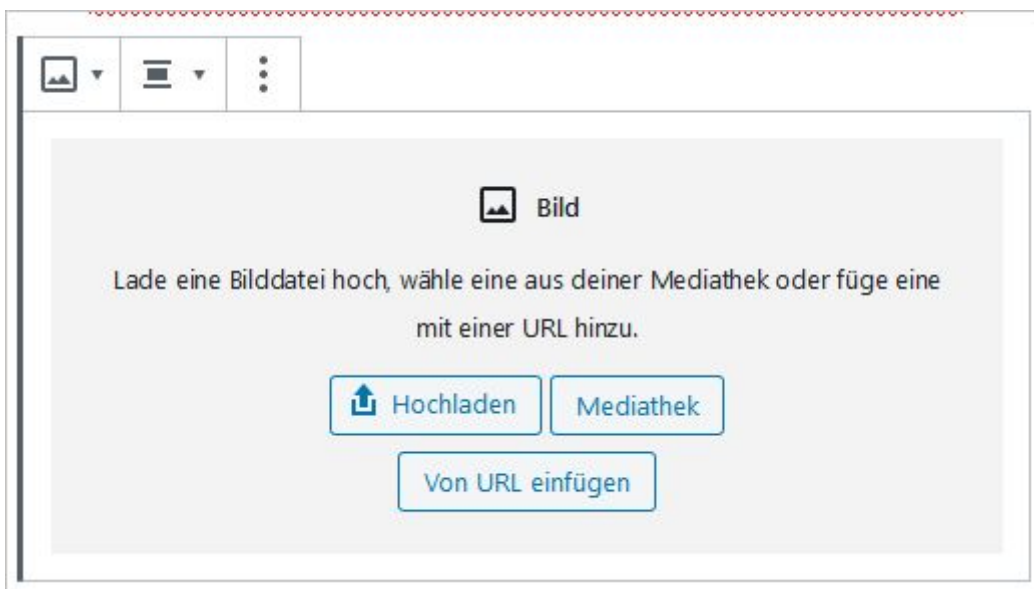 Bild
Lade eine Bilddatei hoch, wähle eine aus deiner Mediathek oder füge eine
mit einer URL hinzu.
Hochladen
Mediathek
Von URL einfügen